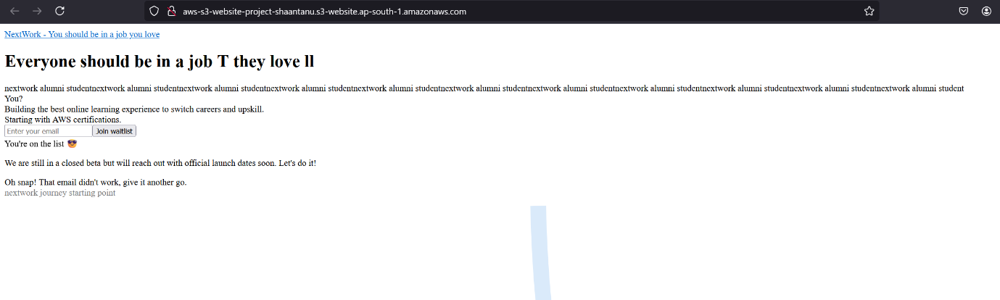 aws-s3-website-project-shaantanu.s3-website.ap-south-1.amazonaws.com
NextWork - You should be in a job you love
Everyone should be in a job T they love ll
nextwork alumni studentnextwork alumni studentnextwork alumni studentnextwork alumni studentnextwork alumni studentnextwork alumni studentnextwork alumni studentnextwork alumni studentnextwork alumni studentnextwork alumni studentnextwork alumni student
You?
Building the best online learning experience to switch careers and upskill.
Starting with AWS certifications.
Enter your email Join waitlist
You're on the list 😎
We are still in a closed beta but will reach out with official launch dates soon. Let's do it!
Oh snap! That email didn't work, give it another go.
nextwork journey starting point